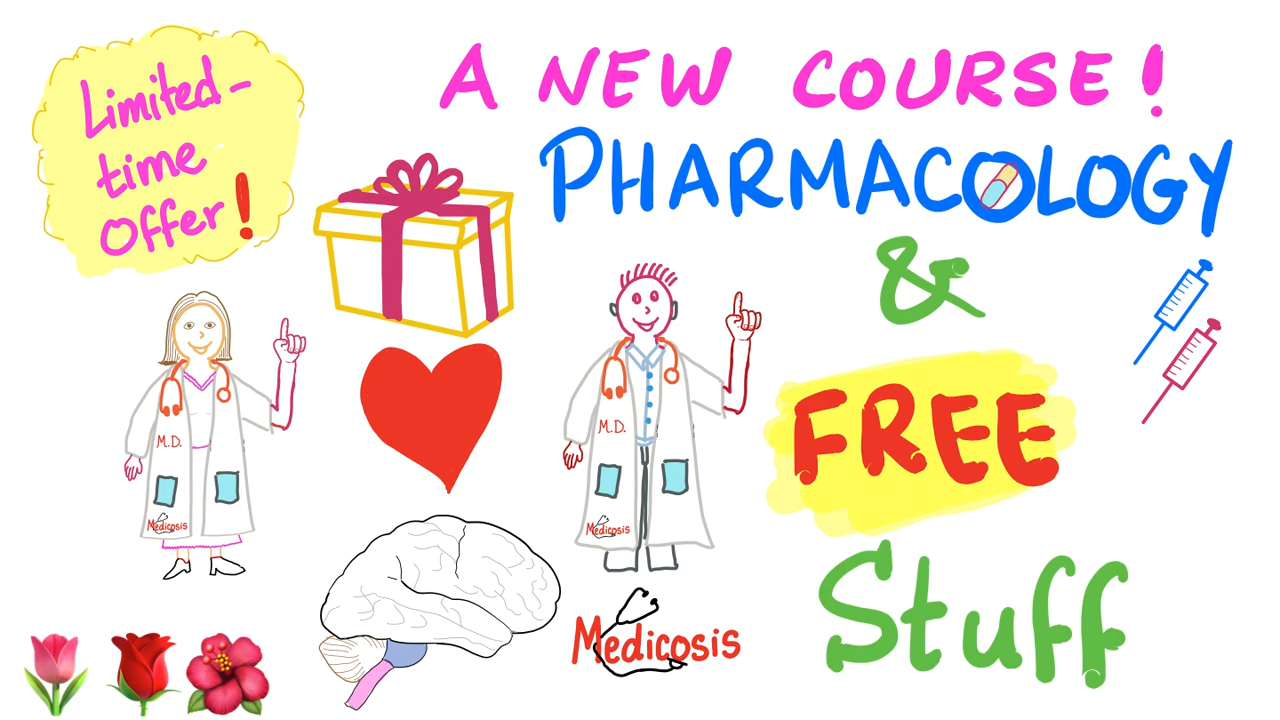 Limited-
time
Offer!
A NEW COURSE!
PHARMACOLOGY
&
FREE
Stuff
M.D.
Medicosis
M.D.
Medicosis
Medicosis